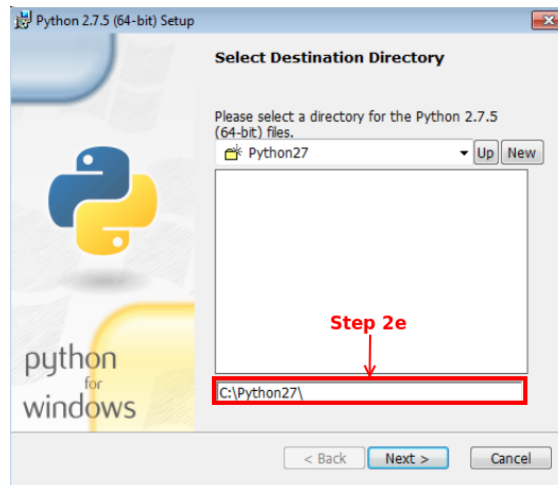 Python 2.7.5 (64-bit) Setup
Select Destination Directory
Please select a directory for the Python 2.7.5
(64-bit) files.
Python27
Up
New
Step 2e
C:\Python27\
python
for
windows
< Back
Next >
Cancel